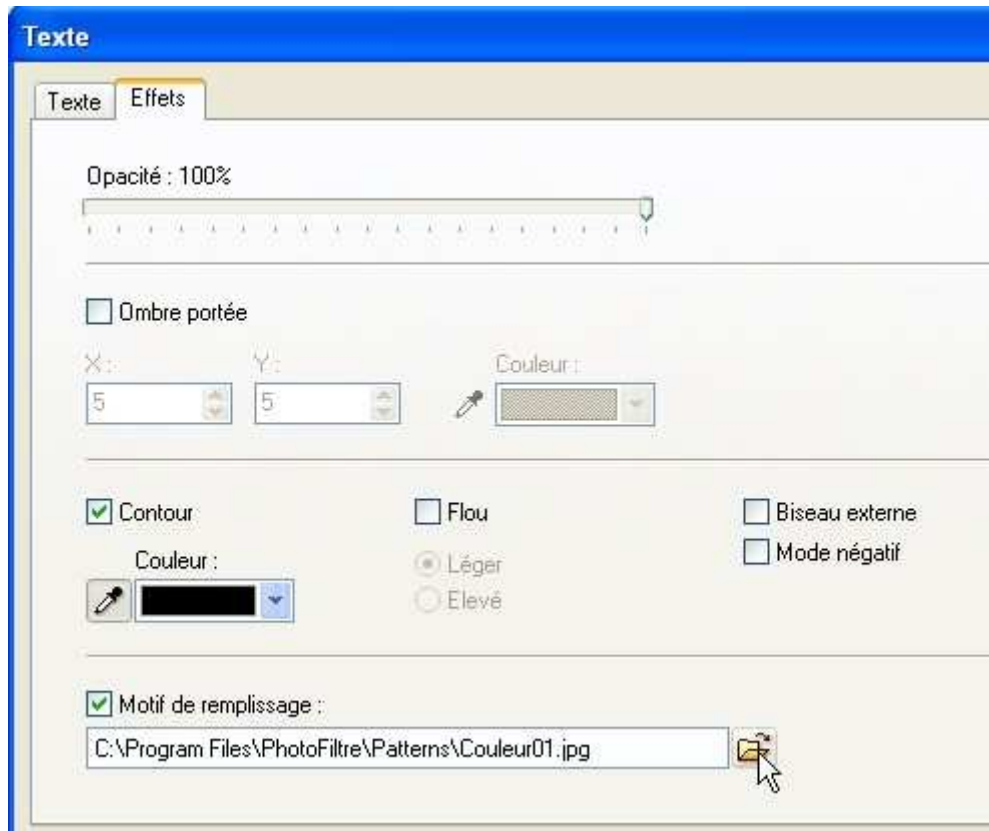 Texte
Texte Effets
Opacité : 100%
Ombre portée
X : Y : Couleur :
5 5
Contour Flou Biseau externe
Couleur : Léger Mode négatif
Elevé
Motif de remplissage :
C:\Program Files\PhotoFiltre\Patterns\Couleur01.jpg